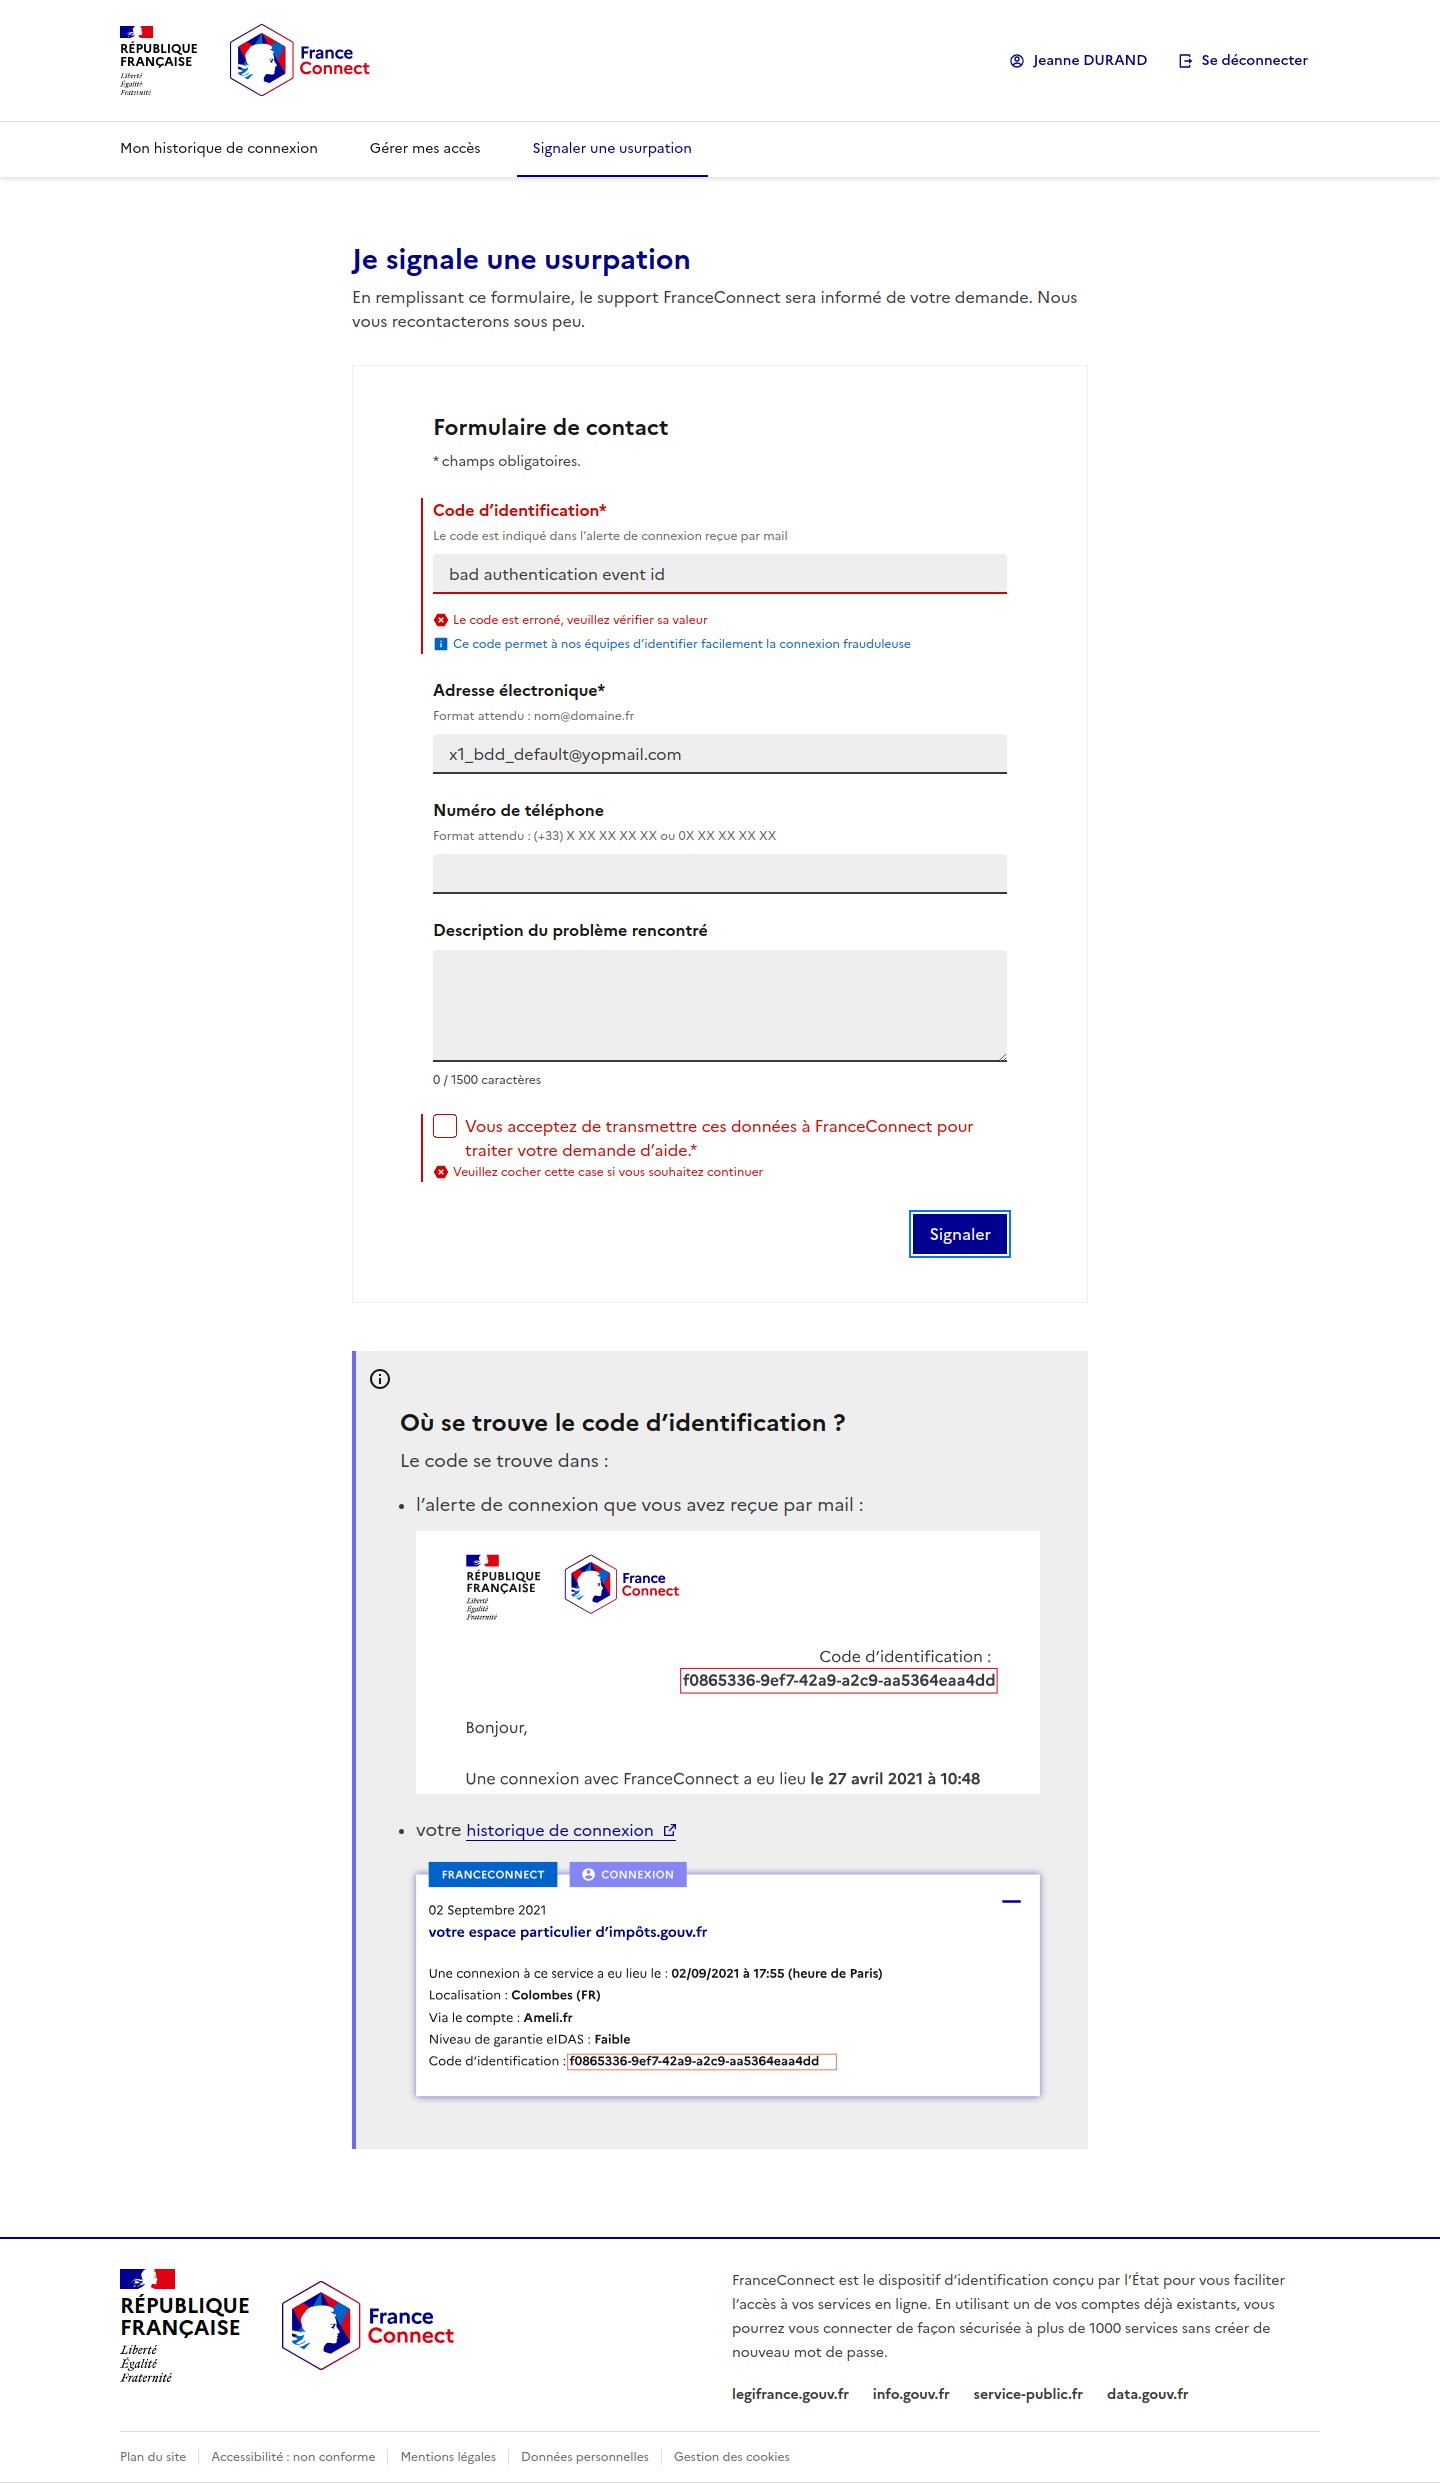 RÉPUBLIQUE
FRANÇAISE
Liberté
Égalité
Fraternité
France
Connect
Jeanne DURAND
Se déconnecter
Mon historique de connexion
Gérer mes accès
Signaler une usurpation
Je signale une usurpation
En remplissant ce formulaire, le support FranceConnect sera informé de votre demande. Nous
vous recontacterons sous peu.
Formulaire de contact
* champs obligatoires.
Code d’identification*
Le code est indiqué dans l’alerte de connexion reçue par mail
bad authentication event id
Le code est erroné, veuillez vérifier sa valeur
Ce code permet à nos équipes d’identifier facilement la connexion frauduleuse
Adresse électronique*
Format attendu : nom@domaine.fr
x1_bdd_default@yopmail.com
Numéro de téléphone
Format attendu : (+33) X XX XX XX XX ou 0X XX XX XX XX
Description du problème rencontré
0 / 1500 caractères
Vous acceptez de transmettre ces données à FranceConnect pour
traiter votre demande d’aide.*
Veuillez cocher cette case si vous souhaitez continuer
Signaler
Où se trouve le code d’identification ?
Le code se trouve dans :
• l’alerte de connexion que vous avez reçue par mail :
RÉPUBLIQUE
FRANÇAISE
Liberté
Égalité
Fraternité
France
Connect
Code d’identification :
f0865336-9ef7-42a9-a2c9-aa5364eaa4dd
Bonjour,
Une connexion avec FranceConnect a eu lieu le 27 avril 2021 à 10:48
• votre historique de connexion
FRANCECONNECT
CONNEXION
02 Septembre 2021
votre espace particulier d’impôts.gouv.fr
Une connexion à ce service a eu lieu le : 02/09/2021 à 17:55 (heure de Paris)
Localisation : Colombes (FR)
Via le compte : Ameli.fr
Niveau de garantie eIDAS : Faible
Code d’identification : f0865336-9ef7-42a9-a2c9-aa5364eaa4dd
RÉPUBLIQUE
FRANÇAISE
Liberté
Égalité
Fraternité
France
Connect
FranceConnect est le dispositif d’identification conçu par l’État pour vous faciliter
l’accès à vos services en ligne. En utilisant un de vos comptes déjà existants, vous
pourrez vous connecter de façon sécurisée à plus de 1000 services sans créer de
nouveau mot de passe.
legifrance.gouv.fr
info.gouv.fr
service-public.fr
data.gouv.fr
Plan du site
Accessibilité : non conforme
Mentions légales
Données personnelles
Gestion des cookies